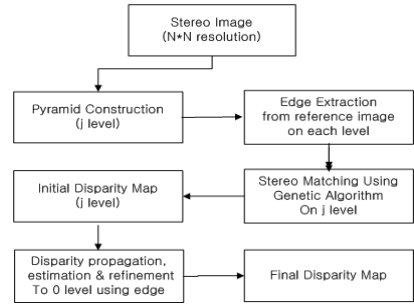 Stereo Image
(N*N resolution)
Pyramid Construction
(j level)
Edge Extraction
from reference image
on each level
Stereo Matching Using
Genetic Algorithm
On j level
Initial Disparity Map
(j level)
Disparity propagation,
estimation & refinement
To 0 level using edge
Final Disparity Map